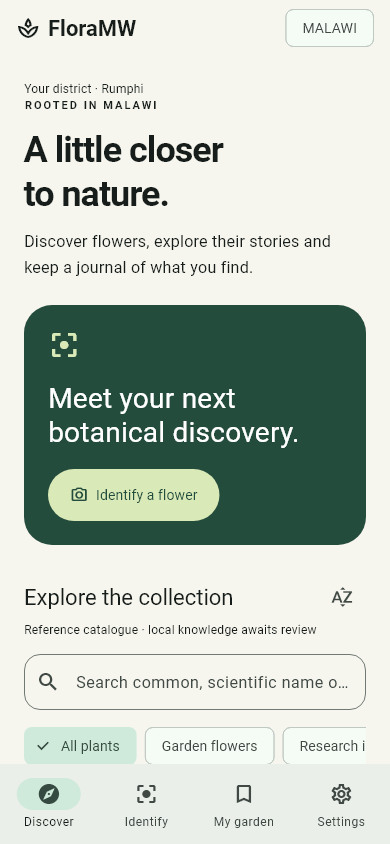 FloraMW
MALAWI
Your district · Rumphi
ROOTED IN MALAWI
A little closer
to nature.
Discover flowers, explore their stories and
keep a journal of what you find.
Meet your next
botanical discovery.
Identify a flower
Explore the collection
AZ
Reference catalogue · local knowledge awaits review
Search common, scientific name o…
All plants
Garden flowers
Research i
Discover
Identify
My garden
Settings